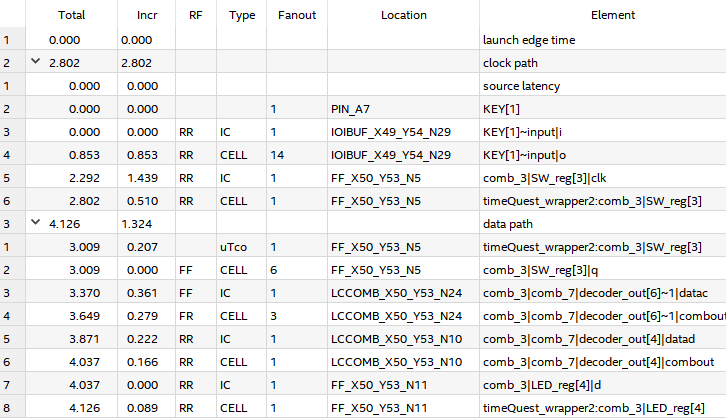 Total Incr RF Type Fanout Location Element
1 0.000 0.000 launch edge time
2 2.802 2.802 clock path
1 0.000 0.000 source latency
2 0.000 0.000 1 PIN_A7 KEY[1]
3 0.000 0.000 RR IC 1 IOIBUF_X49_Y54_N29 KEY[1]~input|i
4 0.853 0.853 RR CELL 14 IOIBUF_X49_Y54_N29 KEY[1]~input|o
5 2.292 1.439 RR IC 1 FF_X50_Y53_N5 comb_3|SW_reg[3]|clk
6 2.802 0.510 RR CELL 1 FF_X50_Y53_N5 timeQuest_wrapper2:comb_3|SW_reg[3]
3 4.126 1.324 data path
1 3.009 0.207 uTco 1 FF_X50_Y53_N5 timeQuest_wrapper2:comb_3|SW_reg[3]
2 3.009 0.000 FF CELL 6 FF_X50_Y53_N5 comb_3|SW_reg[3]|q
3 3.370 0.361 FF IC 1 LCCOMB_X50_Y53_N24 comb_3|comb_7|decoder_out[6]~1|datac
4 3.649 0.279 FR CELL 3 LCCOMB_X50_Y53_N24 comb_3|comb_7|decoder_out[6]~1|combout
5 3.871 0.222 RR IC 1 LCCOMB_X50_Y53_N10 comb_3|comb_7|decoder_out[4]|datad
6 4.037 0.166 RR CELL 1 LCCOMB_X50_Y53_N10 comb_3|comb_7|decoder_out[4]|combout
7 4.037 0.000 RR IC 1 FF_X50_Y53_N11 comb_3|LED_reg[4]|d
8 4.126 0.089 RR CELL 1 FF_X50_Y53_N11 timeQuest_wrapper2:comb_3|LED_reg[4]